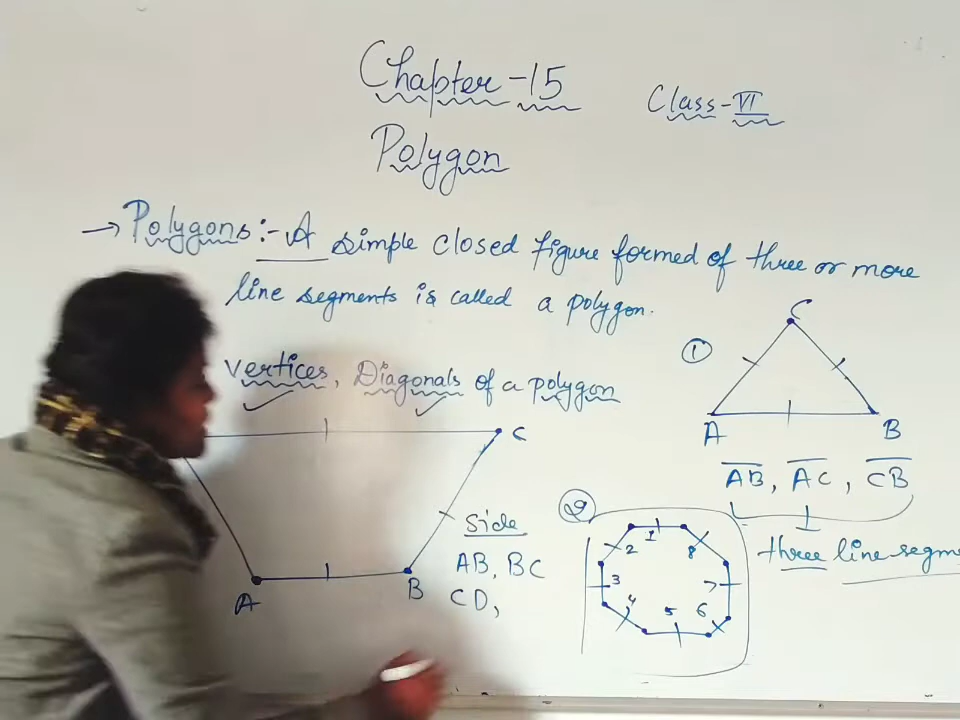 Chapter-15
Class-VI
Polygon
→ Polygons:- A simple closed figure formed of three or more
line segments is called a polygon.
Vertices, Diagonals of a polygon
1
C
A B
AB, AC, CB
three line segm
C
A B
Side
AB, BC
CD,
2
1
2
3
4
5
6
7
8